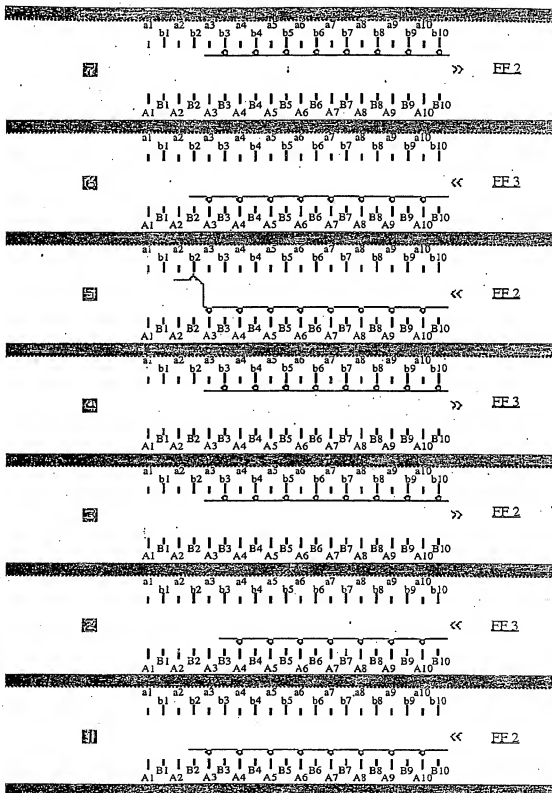 a1 a2 a3 a4 a5 a6 a7 a8 a9 a10
b1 b2 b3 b4 b5 b6 b7 b8 b9 b10
7 >> FF 2
B1 B2 B3 B4 B5 B6 B7 B8 B9 B10
A1 A2 A3 A4 A5 A6 A7 A8 A9 A10
a1 a2 a3 a4 a5 a6 a7 a8 a9 a10
b1 b2 b3 b4 b5 b6 b7 b8 b9 b10
6 << FF 3
B1 B2 B3 B4 B5 B6 B7 B8 B9 B10
A1 A2 A3 A4 A5 A6 A7 A8 A9 A10
a1 a2 a3 a4 a5 a6 a7 a8 a9 a10
b1 b2 b3 b4 b5 b6 b7 b8 b9 b10
5 << FF 2
B1 B2 B3 B4 B5 B6 B7 B8 B9 B10
A1 A2 A3 A4 A5 A6 A7 A8 A9 A10
a1 a2 a3 a4 a5 a6 a7 a8 a9 a10
b1 b2 b3 b4 b5 b6 b7 b8 b9 b10
4 >> FF 3
B1 B2 B3 B4 B5 B6 B7 B8 B9 B10
A1 A2 A3 A4 A5 A6 A7 A8 A9 A10
a1 a2 a3 a4 a5 a6 a7 a8 a9 a10
b1 b2 b3 b4 b5 b6 b7 b8 b9 b10
3 >> FF 2
B1 B2 B3 B4 B5 B6 B7 B8 B9 B10
A1 A2 A3 A4 A5 A6 A7 A8 A9 A10
a1 a2 a3 a4 a5 a6 a7 a8 a9 a10
b1 b2 b3 b4 b5 b6 b7 b8 b9 b10
2 << FF 3
B1 B2 B3 B4 B5 B6 B7 B8 B9 B10
A1 A2 A3 A4 A5 A6 A7 A8 A9 A10
a1 a2 a3 a4 a5 a6 a7 a8 a9 a10
b1 b2 b3 b4 b5 b6 b7 b8 b9 b10
1 << FF 2
B1 B2 B3 B4 B5 B6 B7 B8 B9 B10
A1 A2 A3 A4 A5 A6 A7 A8 A9 A10